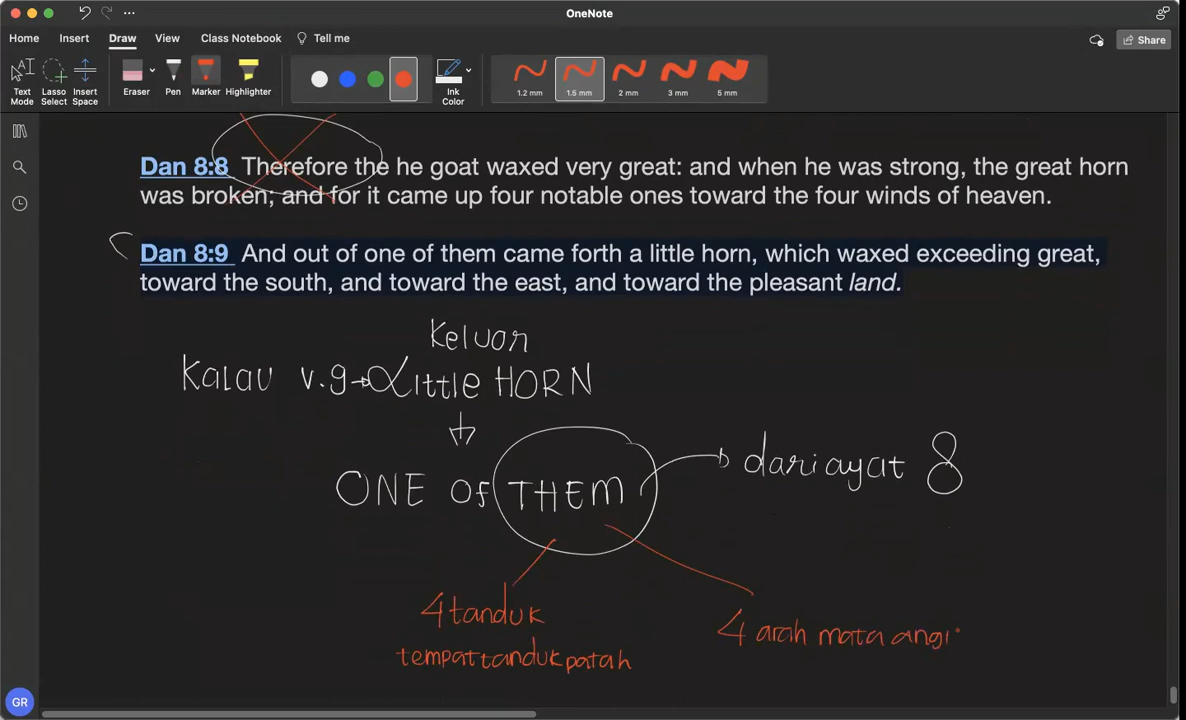 OneNote
Home Insert Draw View Class Notebook Tell me
Share
Text Mode
Lasso Select
Insert Space
Eraser
Pen
Marker
Highlighter
Ink Color
1.2 mm
1.5 mm
2 mm
3 mm
5 mm
Dan 8:8 Therefore the he goat waxed very great: and when he was strong, the great horn
was broken; and for it came up four notable ones toward the four winds of heaven.
Dan 8:9 And out of one of them came forth a little horn, which waxed exceeding great,
toward the south, and toward the east, and toward the pleasant land.
Keluar
Kalau v.9 Little HORN
ONE Of THEM dari ayat 8
4 tanduk
tempat tanduk patah
4 arah mata angi
GR